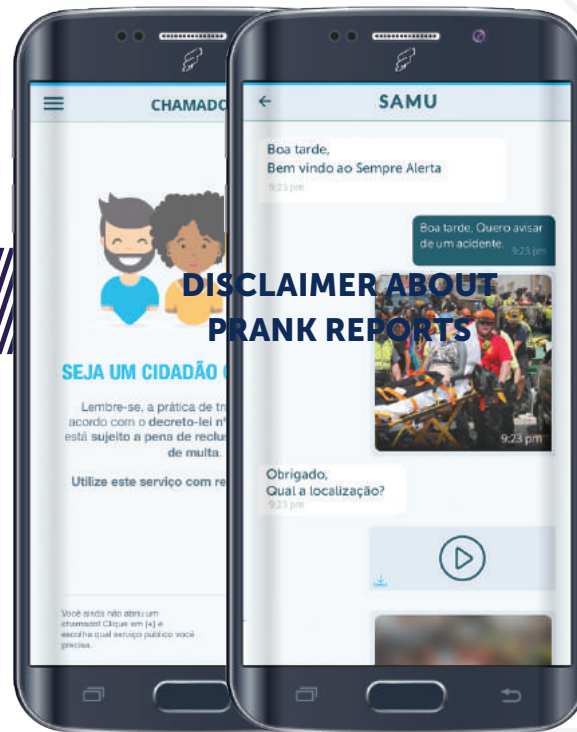 CHAMADO
SEJA UM CIDADÃO
Lembre-se, a prática de
acordo com o decreto-lei
está sujeito a pena de
de multa.
Utilize este serviço com
Você ainda não abriu um
chamado! Clique em (+) e
escolha qual serviço público você
precisa.
SAMU
Boa tarde,
Bem vindo ao Sempre Alerta
9:23 pm
Boa tarde, Quero avisar
de um acidente.
9:23 pm
9:23 pm
Obrigado,
Qual a localização?
9:23 pm
DISCLAIMER ABOUT
PRANK REPORTS